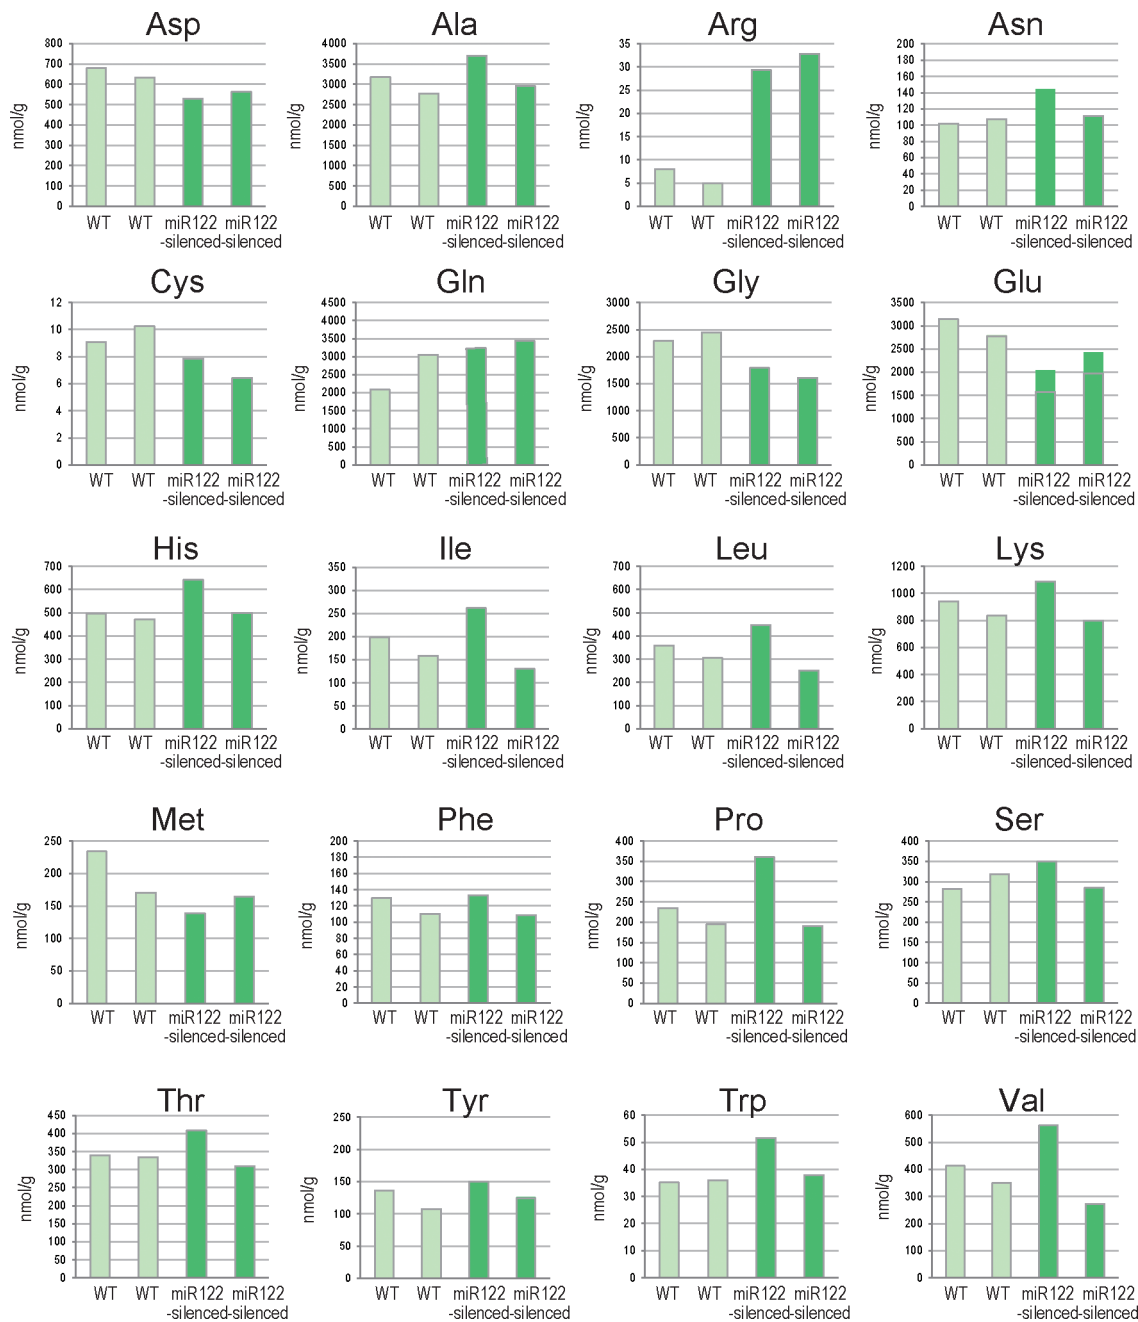 Asp Ala Arg Asn
nmol/g
800
700
600
500
400
300
200
100
0
WT WT miR122 miR122
-silenced-silenced
nmol/g
4000
3500
3000
2500
2000
1500
1000
500
0
WT WT miR122 miR122
-silenced-silenced
nmol/g
35
30
25
20
15
10
5
0
WT WT miR122 miR122
-silenced-silenced
nmol/g
200
180
160
140
120
100
80
60
40
20
0
WT WT miR122 miR122
-silenced-silenced
Cys Gln Gly Glu
nmol/g
12
10
8
6
4
2
0
WT WT miR122 miR122
-silenced-silenced
nmol/g
4500
4000
3500
3000
2500
2000
1500
1000
500
0
WT WT miR122 miR122
-silenced-silenced
nmol/g
3000
2500
2000
1500
1000
500
0
WT WT miR122 miR122
-silenced-silenced
nmol/g
3500
3000
2500
2000
1500
1000
500
0
WT WT miR122 miR122
-silenced-silenced
His Ile Leu Lys
nmol/g
700
600
500
400
300
200
100
0
WT WT miR122 miR122
-silenced-silenced
nmol/g
350
300
250
200
150
100
50
0
WT WT miR122 miR122
-silenced-silenced
nmol/g
700
600
500
400
300
200
100
0
WT WT miR122 miR122
-silenced-silenced
nmol/g
1200
1000
800
600
400
200
0
WT WT miR122 miR122
-silenced-silenced
Met Phe Pro Ser
nmol/g
250
200
150
100
50
0
WT WT miR122 miR122
-silenced-silenced
nmol/g
200
180
160
140
120
100
80
60
40
20
0
WT WT miR122 miR122
-silenced-silenced
nmol/g
400
350
300
250
200
150
100
50
0
WT WT miR122 miR122
-silenced-silenced
nmol/g
400
350
300
250
200
150
100
50
0
WT WT miR122 miR122
-silenced-silenced
Thr Tyr Trp Val
nmol/g
450
400
350
300
250
200
150
100
50
0
WT WT miR122 miR122
-silenced-silenced
nmol/g
250
200
150
100
50
0
WT WT miR122 miR122
-silenced-silenced
nmol/g
60
50
40
30
20
10
0
WT WT miR122 miR122
-silenced-silenced
nmol/g
600
500
400
300
200
100
0
WT WT miR122 miR122
-silenced-silenced